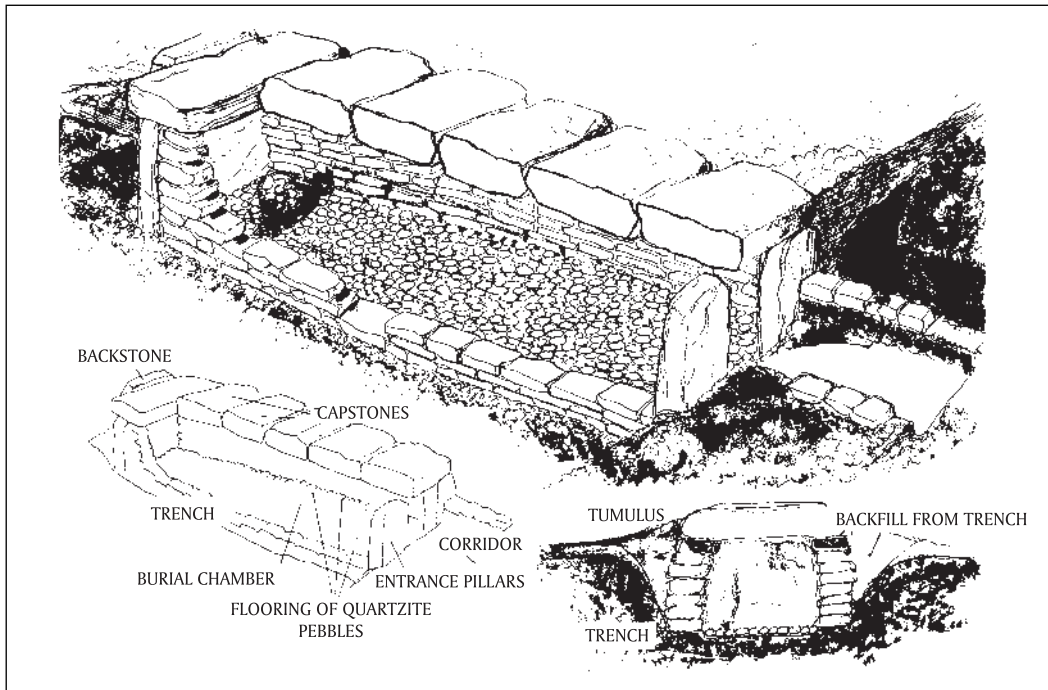 BACKSTONE
CAPSTONES
TRENCH
BURIAL CHAMBER
FLOORING OF QUARTZITE
PEBBLES
ENTRANCE PILLARS
CORRIDOR
TUMULUS
BACKFILL FROM TRENCH
TRENCH